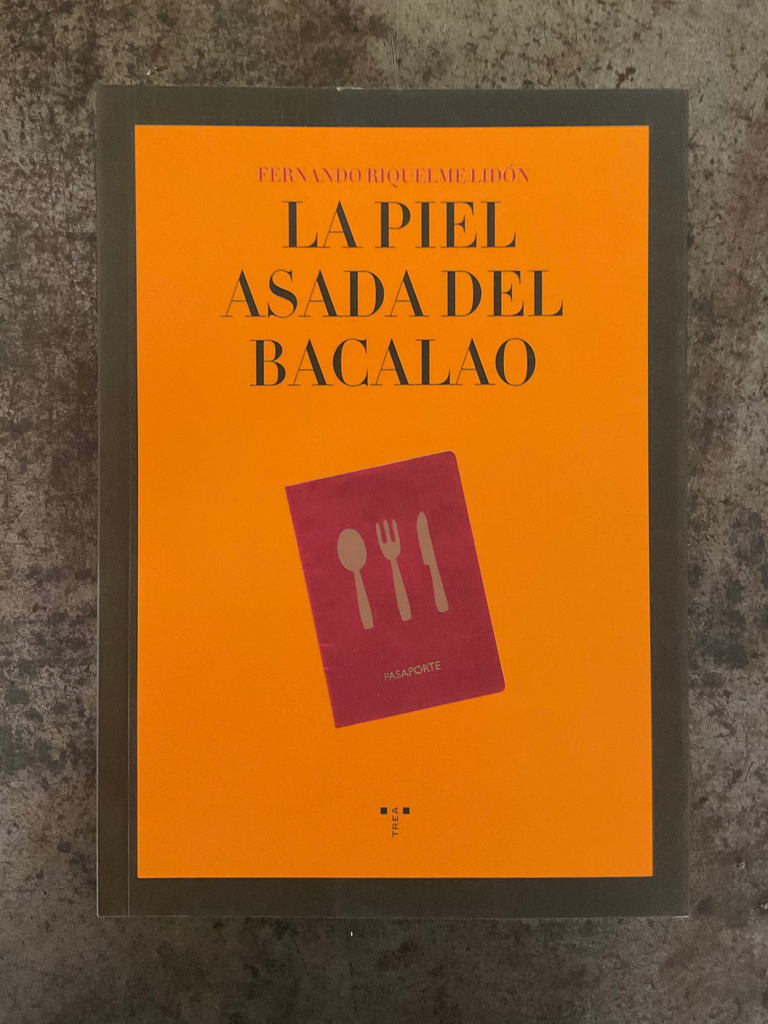 FERNANDO RIQUELME LIDÓN
LA PIEL
ASADA DEL
BACALAO
PASAPORTE
TREA